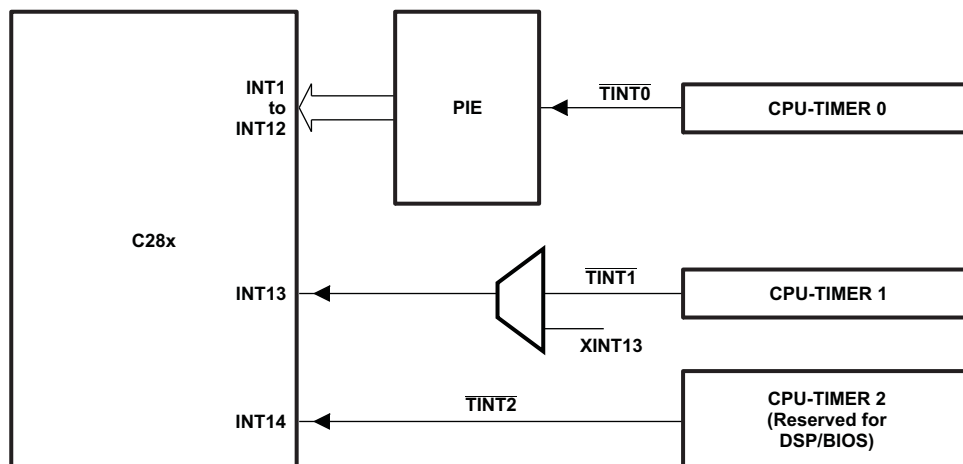 INT1
to
INT12
PIE
TINT0
CPU-TIMER 0
C28x
INT13
TINT1
CPU-TIMER 1
XINT13
INT14
TINT2
CPU-TIMER 2
(Reserved for
DSP/BIOS)